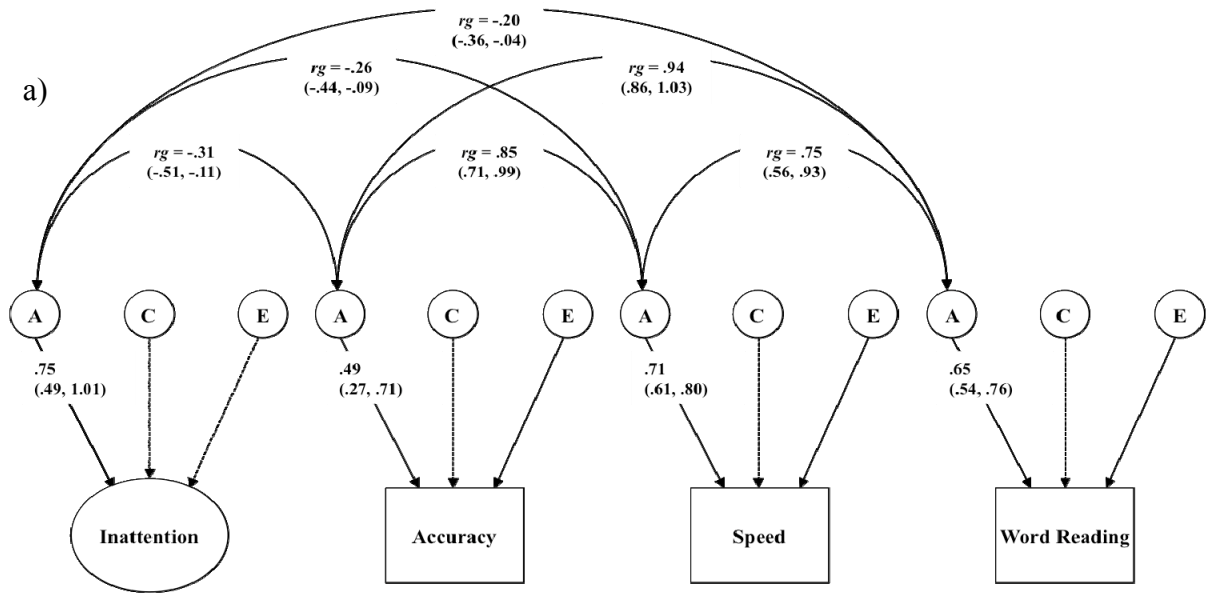 rg = -.20
(-.36, -.04)
rg = -.26
(-.44, -.09)
rg = .94
(.86, 1.03)
a)
rg = -.31
(-.51, -.11)
rg = .85
(.71, .99)
rg = .75
(.56, .93)
A C E A C E A C E A C E
.75
(.49, 1.01)
.49
(.27, .71)
.71
(.61, .80)
.65
(.54, .76)
Inattention Accuracy Speed Word Reading